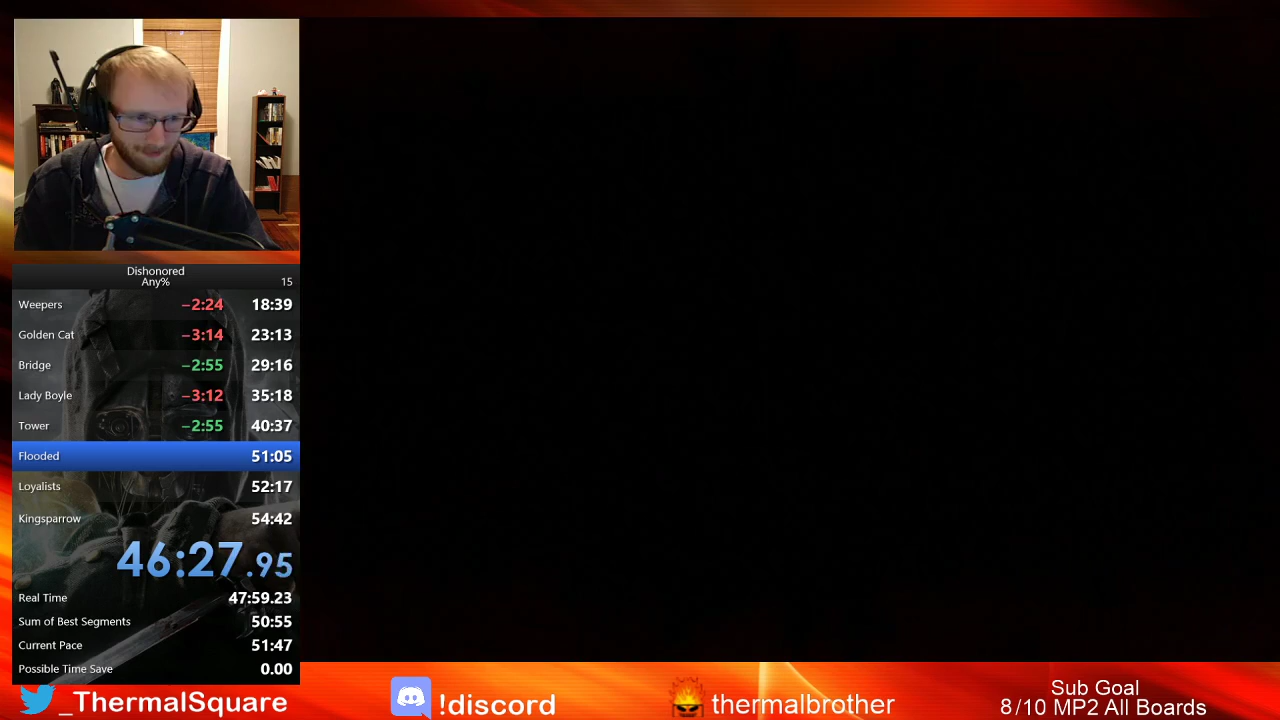 Dishonored
Any%
15
Weepers −2:24 18:39
Golden Cat −3:14 23:13
Bridge −2:55 29:16
Lady Boyle −3:12 35:18
Tower −2:55 40:37
Flooded 51:05
Loyalists 52:17
Kingsparrow 54:42
46:27.95
Real Time 47:59.23
Sum of Best Segments 50:55
Current Pace 51:47
Possible Time Save 0.00
_ThermalSquare
!discord
thermalbrother
Sub Goal
8/10 MP2 All Boards